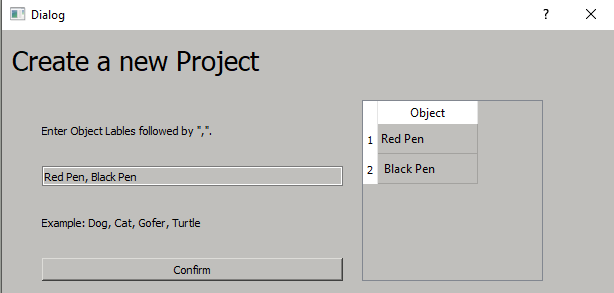 Dialog
?
Create a new Project
Enter Object Lables followed by ",".
Red Pen, Black Pen
Example: Dog, Cat, Gofer, Turtle
Confirm
Object
1 Red Pen
2 Black Pen